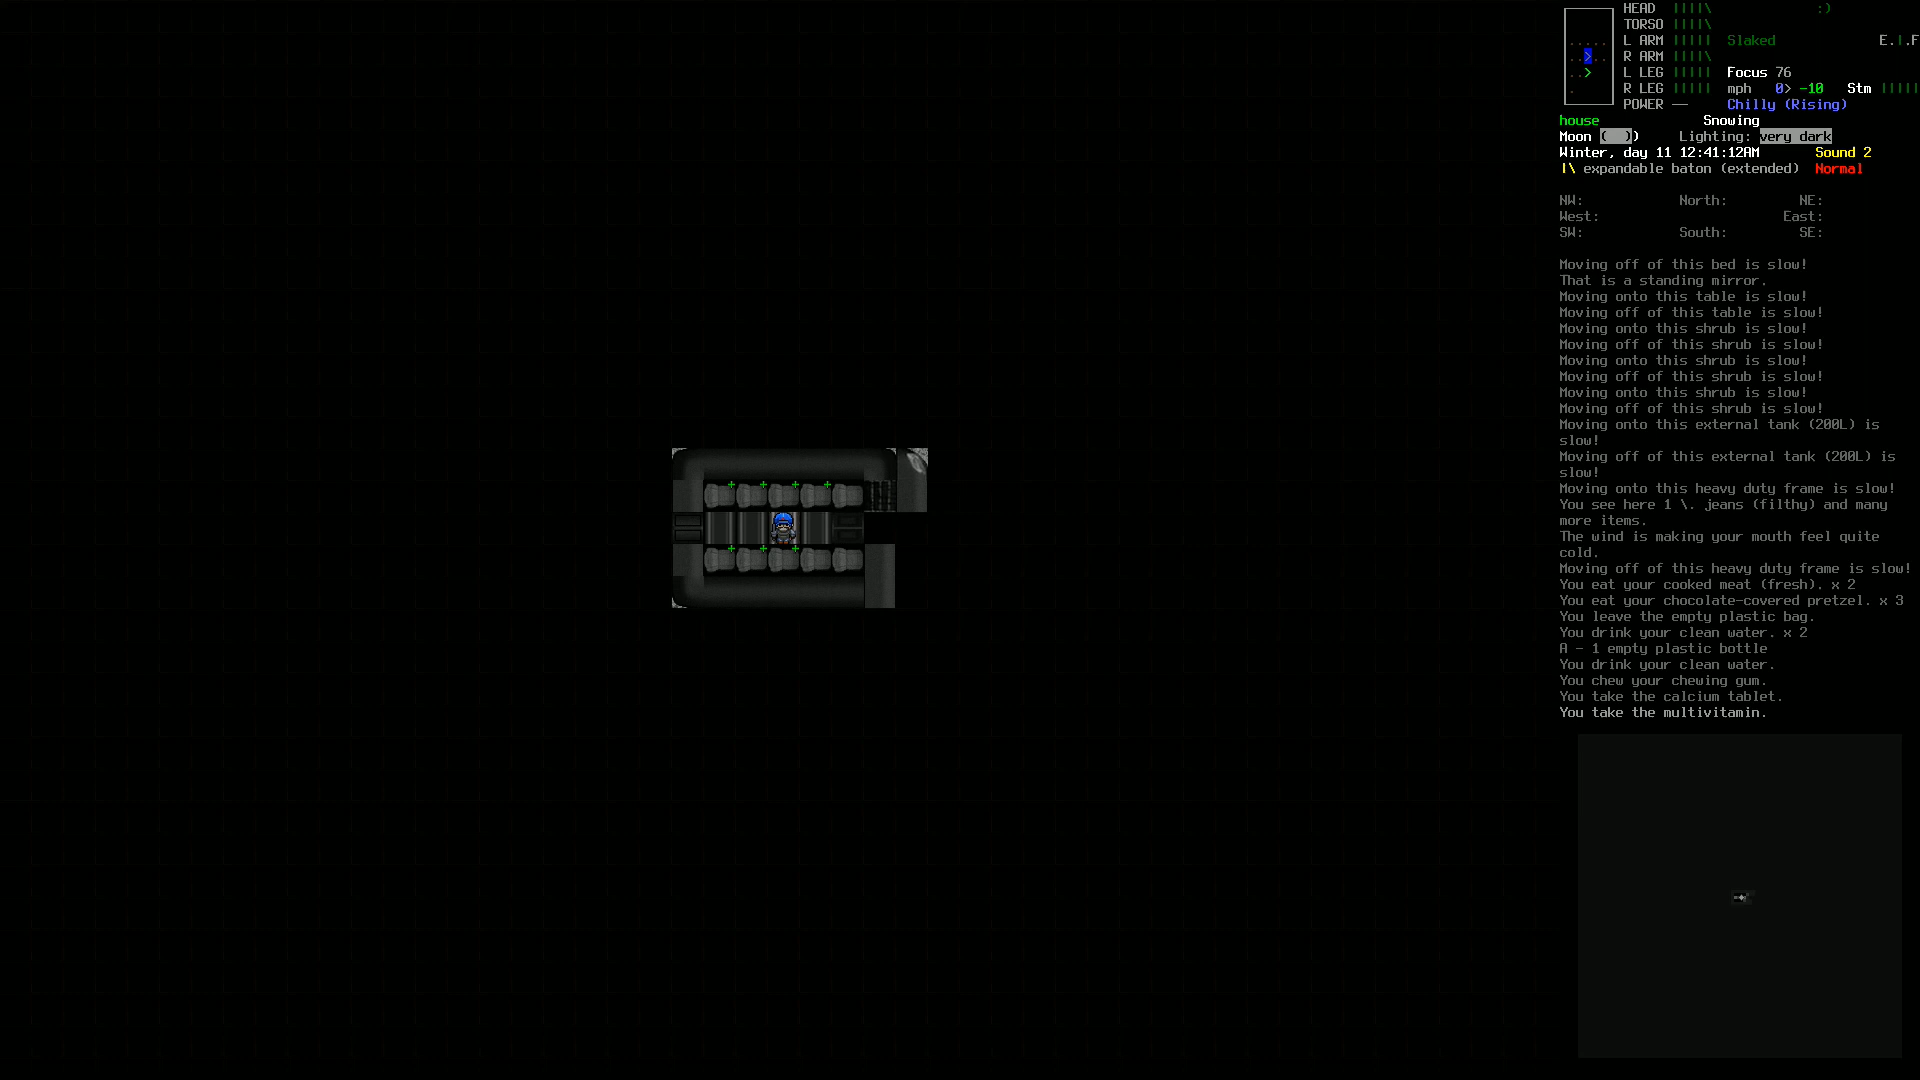 HEAD ||||\ :)
TORSO ||||\
L ARM ||||| Slaked E.I.F
R ARM ||||\
L LEG ||||| Focus 76
R LEG ||||| mph 0> -10 Stm |||||
POWER --
Chilly (Rising)
house Snowing
Moon (  )) Lighting: very dark
Winter, day 11 12:41:12AM Sound 2
|\ expandable baton (extended) Normal
NW: North: NE:
West: East:
SW: South: SE:
Moving off of this bed is slow!
That is a standing mirror.
Moving onto this table is slow!
Moving off of this table is slow!
Moving onto this shrub is slow!
Moving off of this shrub is slow!
Moving onto this shrub is slow!
Moving off of this shrub is slow!
Moving onto this shrub is slow!
Moving off of this shrub is slow!
Moving onto this external tank (200L) is
slow!
Moving off of this external tank (200L) is
slow!
Moving onto this heavy duty frame is slow!
You see here 1 \. jeans (filthy) and many
more items.
The wind is making your mouth feel quite
cold.
Moving off of this heavy duty frame is slow!
You eat your cooked meat (fresh). x 2
You eat your chocolate-covered pretzel. x 3
You leave the empty plastic bag.
You drink your clean water. x 2
A - 1 empty plastic bottle
You drink your clean water.
You chew your chewing gum.
You take the calcium tablet.
You take the multivitamin.